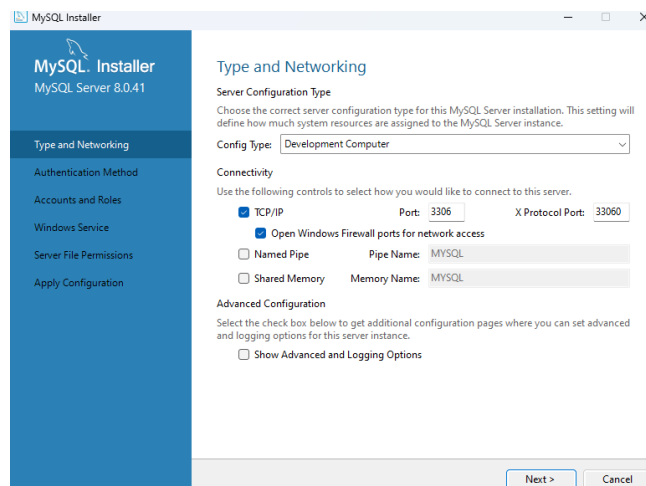 MySQL Installer
MySQL. Installer
MySQL Server 8.0.41
Type and Networking
Authentication Method
Accounts and Roles
Windows Service
Server File Permissions
Apply Configuration
Type and Networking
Server Configuration Type
Choose the correct server configuration type for this MySQL Server installation. This setting will
define how much system resources are assigned to the MySQL Server instance.
Config Type: Development Computer
Connectivity
Use the following controls to select how you would like to connect to this server.
TCP/IP Port: 3306 X Protocol Port: 33060
Open Windows Firewall ports for network access
Named Pipe Pipe Name: MYSQL
Shared Memory Memory Name: MYSQL
Advanced Configuration
Select the check box below to get additional configuration pages where you can set advanced
and logging options for this server instance.
Show Advanced and Logging Options
Next > Cancel